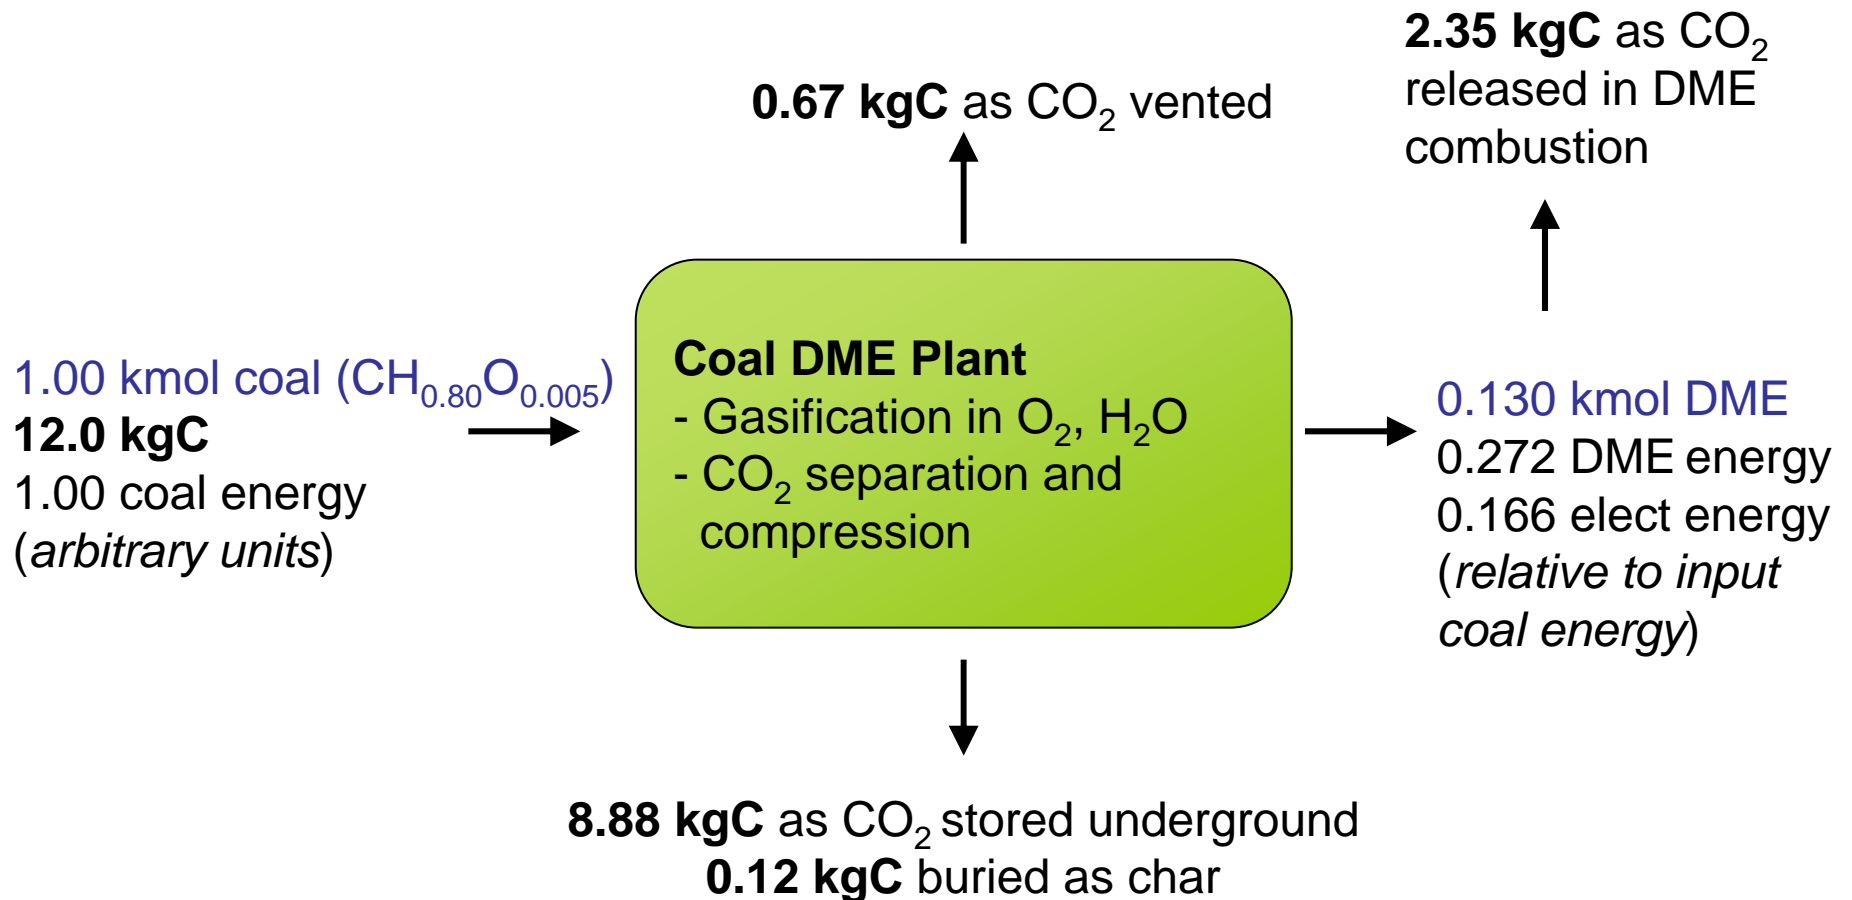 2.35 kgC as CO₂
released in DME
combustion
0.67 kgC as CO₂ vented
1.00 kmol coal (CH₀.₈₀O₀.₀₀₅)
12.0 kgC
1.00 coal energy
(arbitrary units)
Coal DME Plant
- Gasification in O₂, H₂O
- CO₂ separation and
compression
0.130 kmol DME
0.272 DME energy
0.166 elect energy
(relative to input
coal energy)
8.88 kgC as CO₂ stored underground
0.12 kgC buried as char